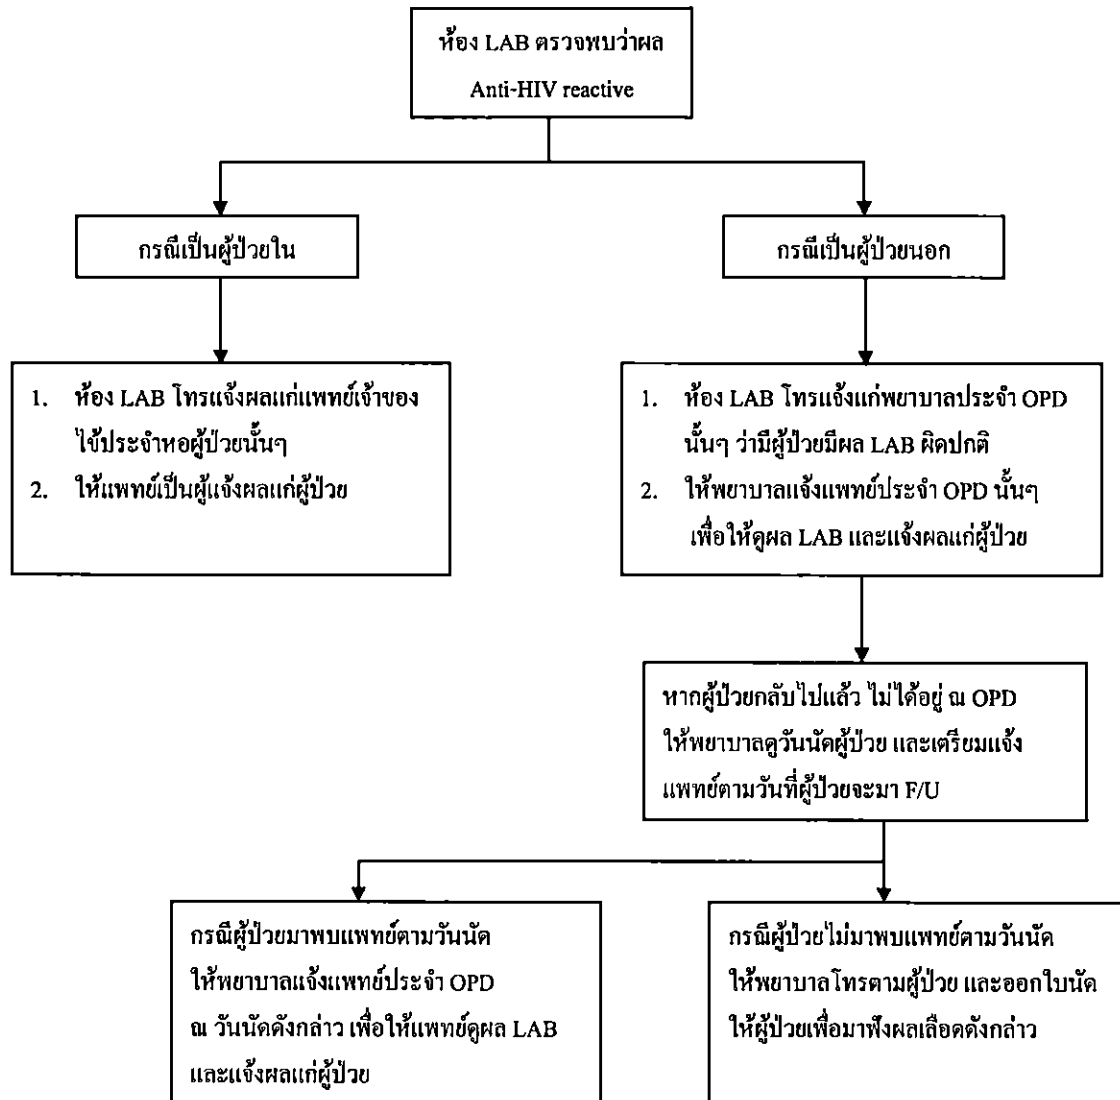 ห้อง LAB ตรวจพบว่าผล
Anti-HIV reactive
กรณีเป็นผู้ป่วยใน
กรณีเป็นผู้ป่วยนอก
1. ห้อง LAB โทรแจ้งผลแก่แพทย์เจ้าของ
ไข้ประจำหอผู้ป่วยนั้นๆ
2. ให้แพทย์เป็นผู้แจ้งผลแก่ผู้ป่วย
1. ห้อง LAB โทรแจ้งแก่พยาบาลประจำ OPD
นั้นๆ ว่ามีผู้ป่วยมีผล LAB ผิดปกติ
2. ให้พยาบาลแจ้งแพทย์ประจำ OPD นั้นๆ
เพื่อให้ดูผล LAB และแจ้งผลแก่ผู้ป่วย
หากผู้ป่วยกลับไปแล้ว ไม่ได้อยู่ ณ OPD
ให้พยาบาลดูวันนัดผู้ป่วย และเตรียมแจ้ง
แพทย์ตามวันที่ผู้ป่วยจะมา F/U
กรณีผู้ป่วยมาพบแพทย์ตามวันนัด
ให้พยาบาลแจ้งแพทย์ประจำ OPD
ณ วันนัดดังกล่าว เพื่อให้แพทย์ดูผล LAB
และแจ้งผลแก่ผู้ป่วย
กรณีผู้ป่วยไม่มาพบแพทย์ตามวันนัด
ให้พยาบาลโทรตามผู้ป่วย และออกใบนัด
ให้ผู้ป่วยเพื่อมาฟังผลเลือดดังกล่าว